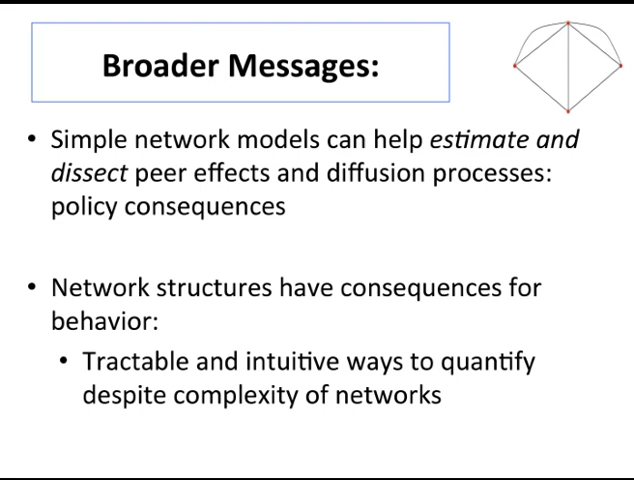 Broader Messages:
• Simple network models can help estimate and
dissect peer effects and diffusion processes:
policy consequences
• Network structures have consequences for
behavior:
• Tractable and intuitive ways to quantify
despite complexity of networks